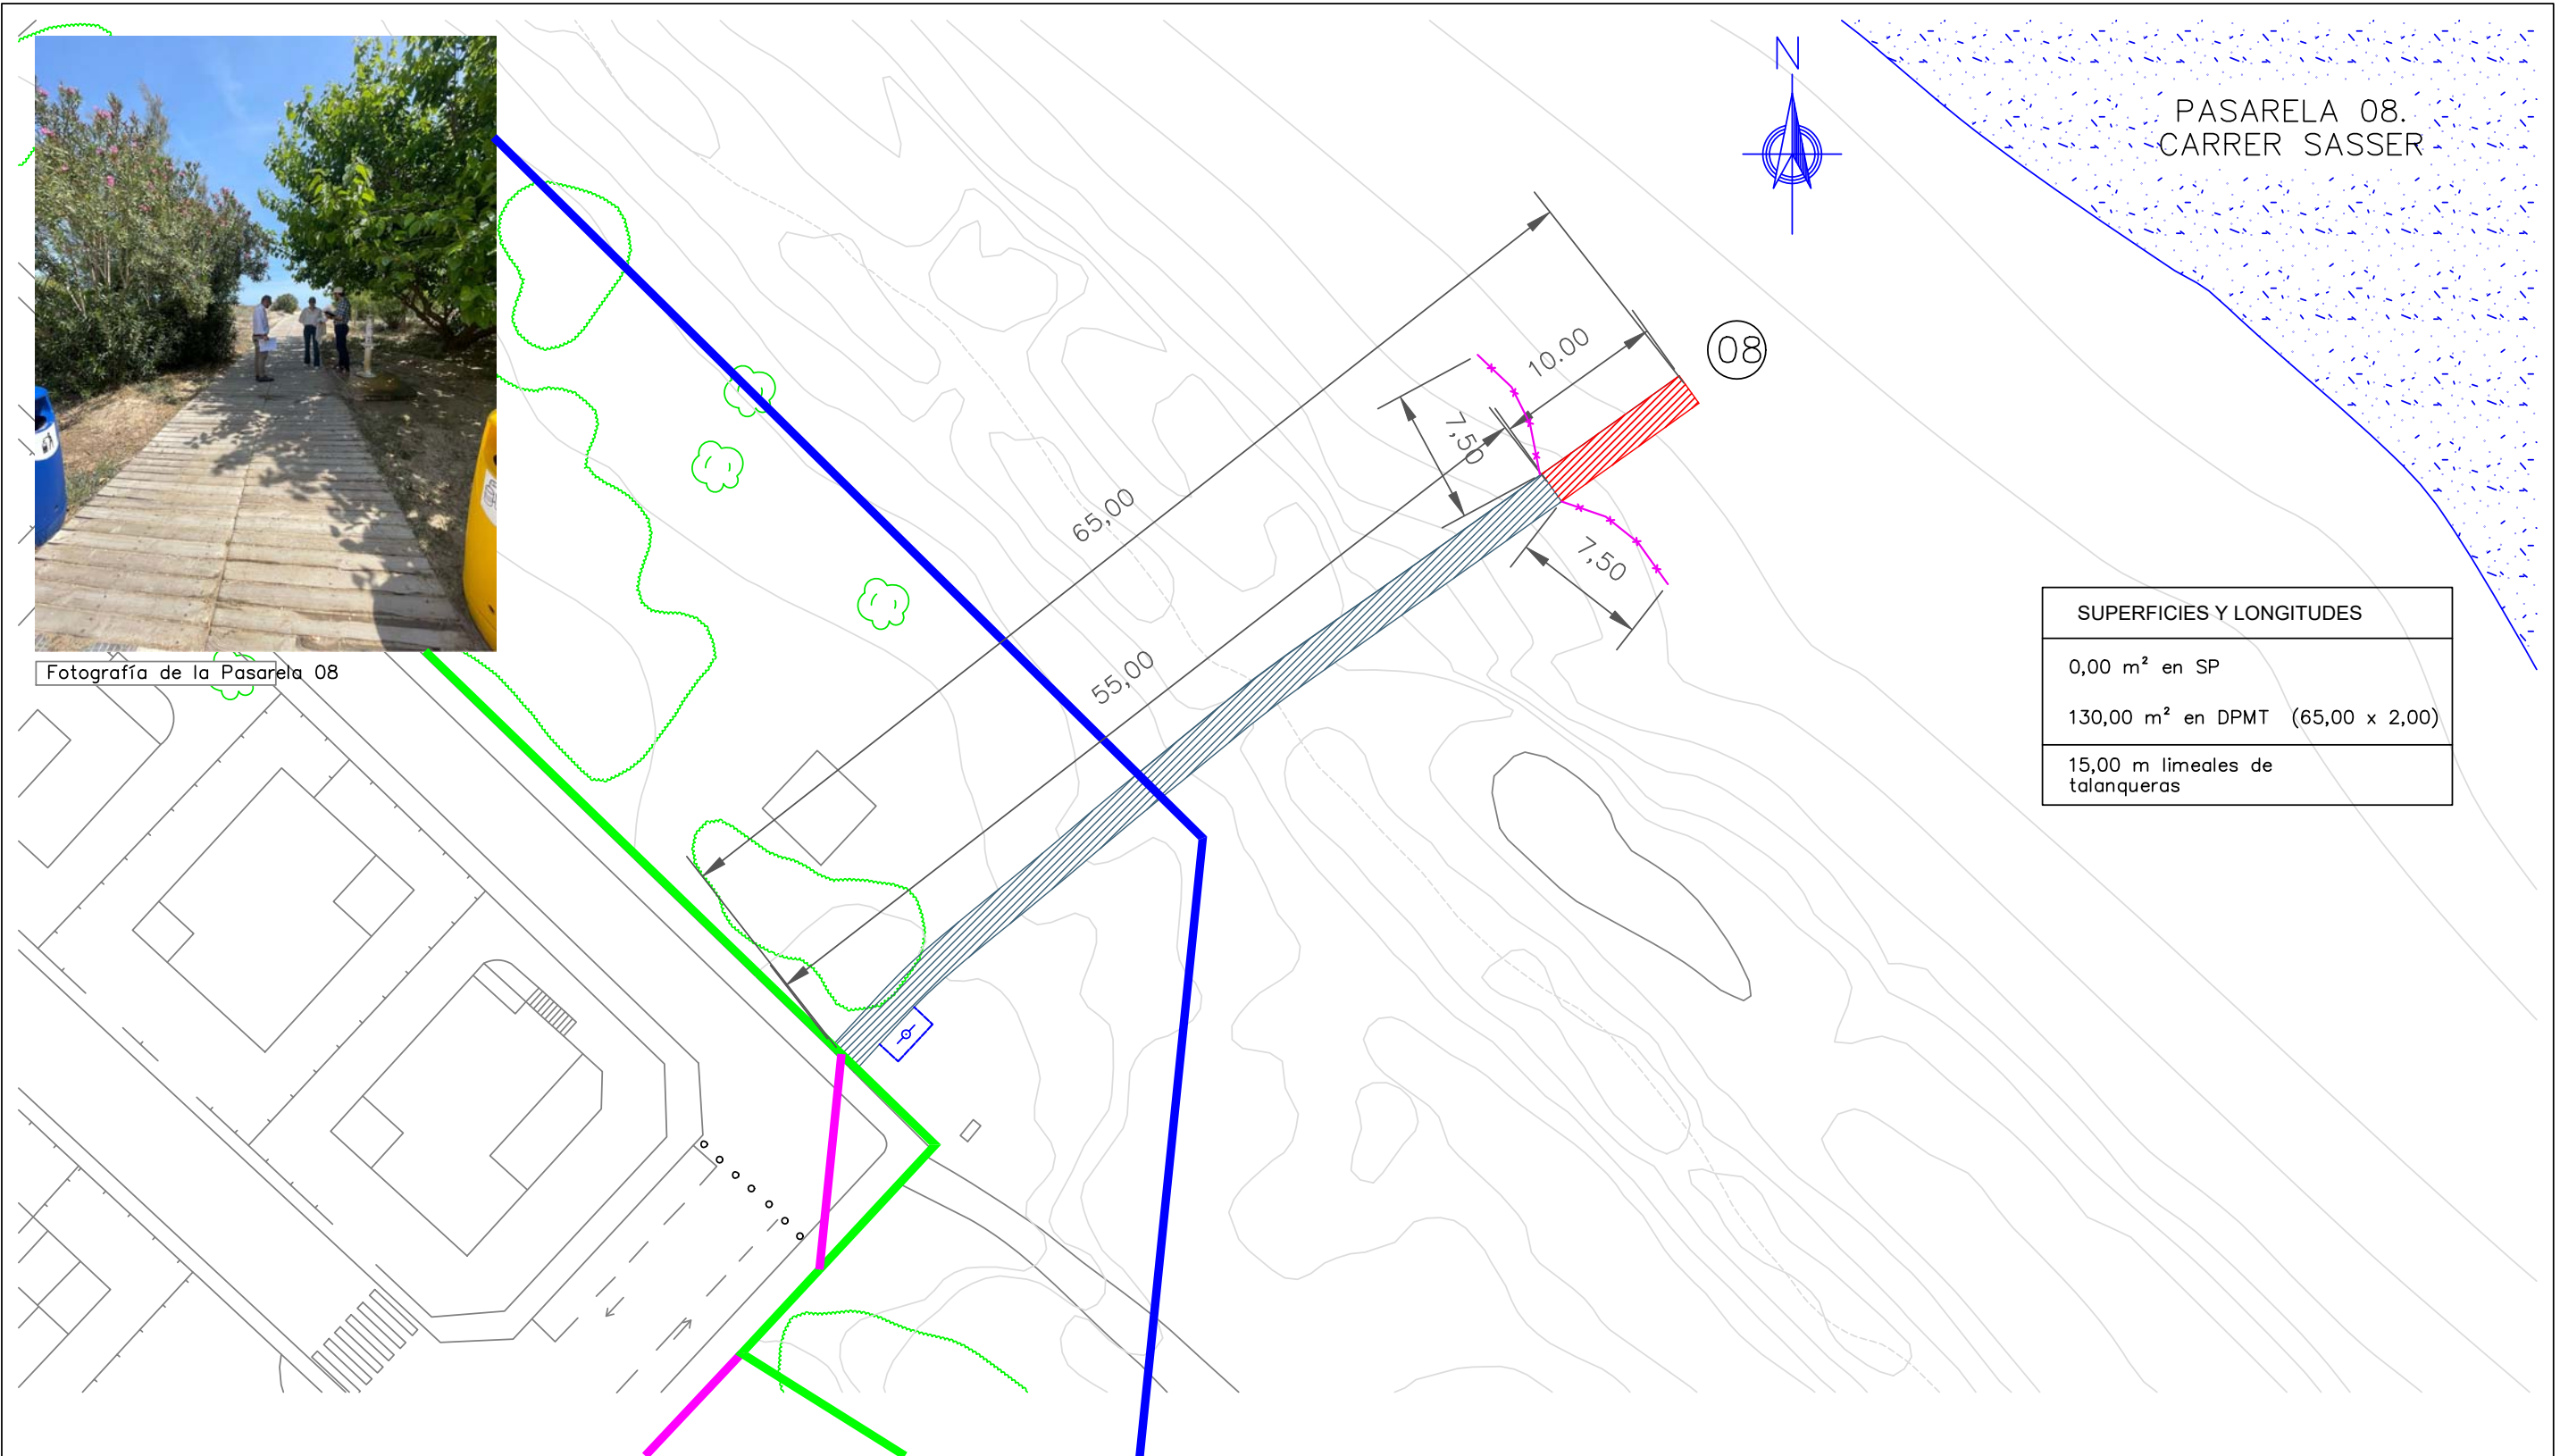 N
PASARELA 08.
CARRER SASSER
08
10.00
7,50
65,00
7,50
55,00
SUPERFICIES Y LONGITUDES
0,00 m² en SP
130,00 m² en DPMT (65,00 x 2,00)
15,00 m limeales de
talanqueras
Fotografía de la Pasarela 08